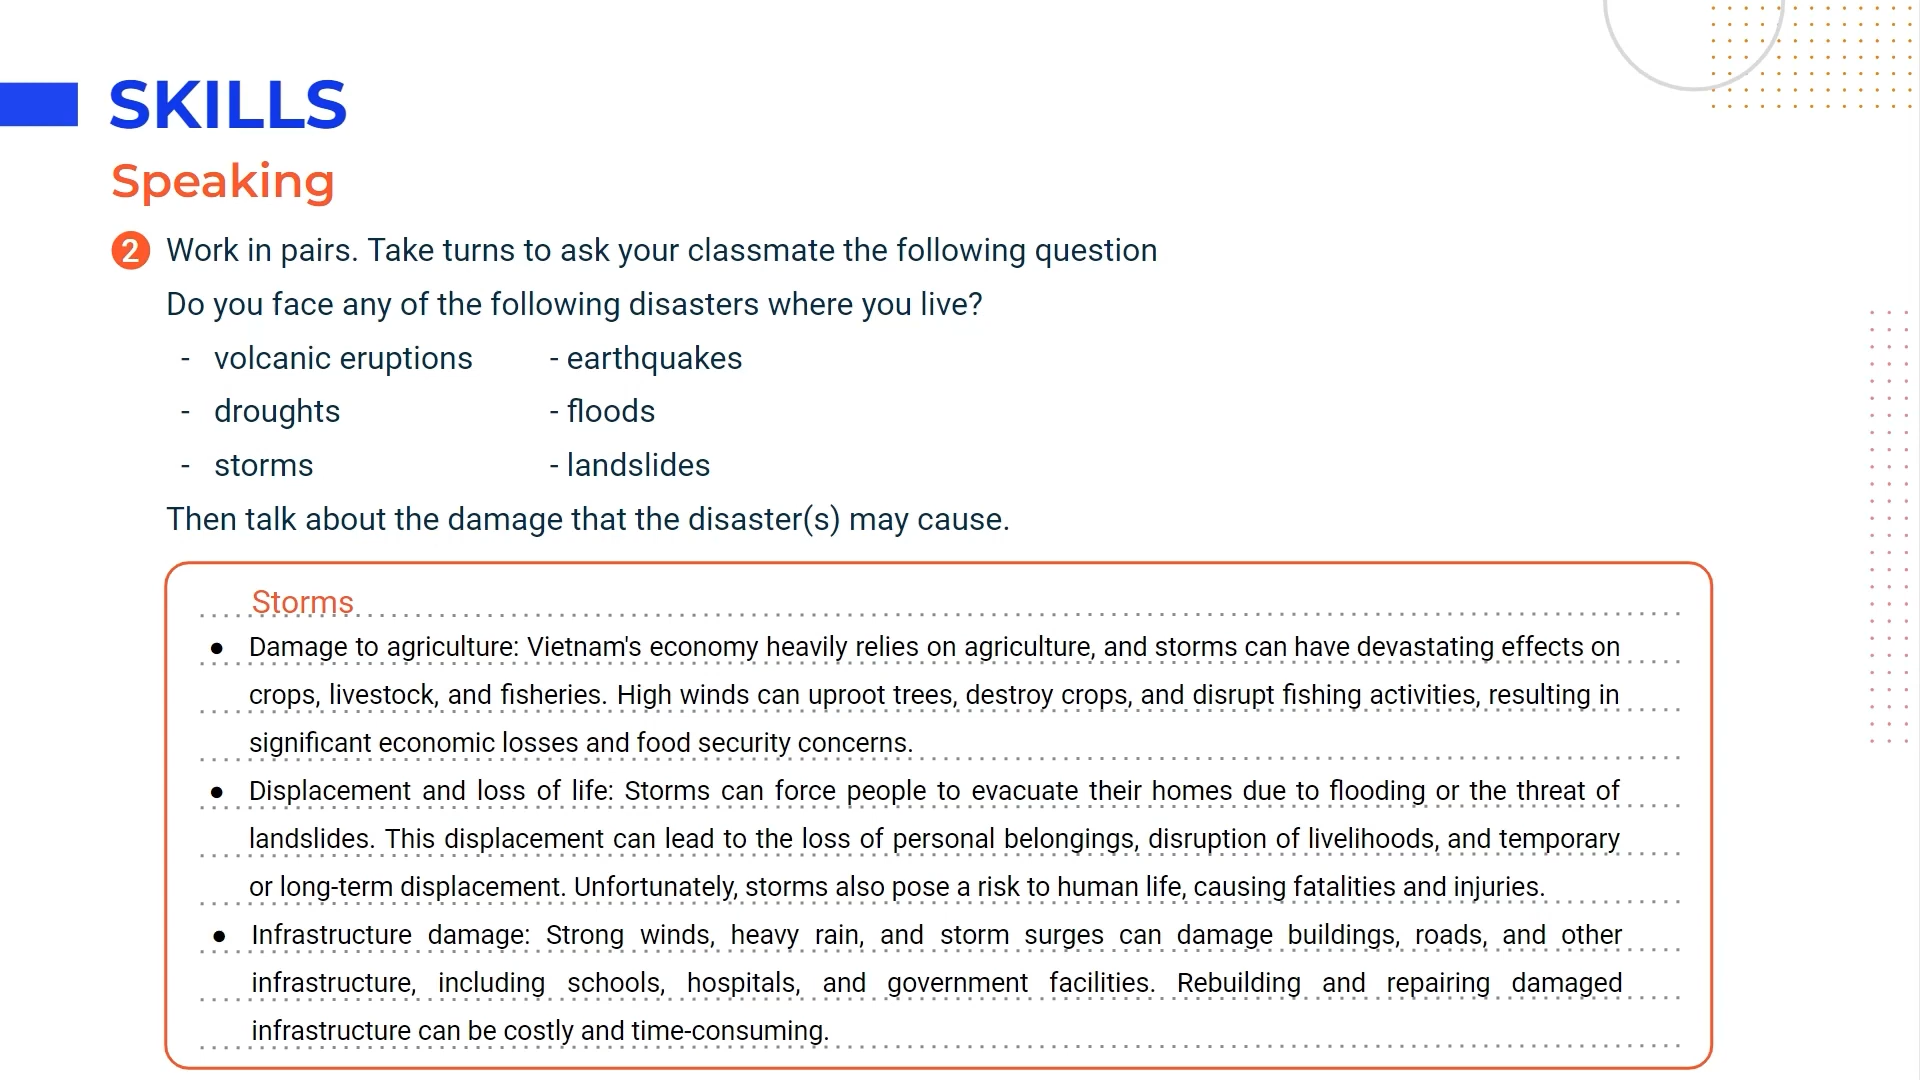 SKILLS
Speaking
2 Work in pairs. Take turns to ask your classmate the following question
Do you face any of the following disasters where you live?
- volcanic eruptions - earthquakes
- droughts - floods
- storms - landslides
Then talk about the damage that the disaster(s) may cause.
Storms
● Damage to agriculture: Vietnam's economy heavily relies on agriculture, and storms can have devastating effects on
crops, livestock, and fisheries. High winds can uproot trees, destroy crops, and disrupt fishing activities, resulting in
significant economic losses and food security concerns.
● Displacement and loss of life: Storms can force people to evacuate their homes due to flooding or the threat of
landslides. This displacement can lead to the loss of personal belongings, disruption of livelihoods, and temporary
or long-term displacement. Unfortunately, storms also pose a risk to human life, causing fatalities and injuries.
● Infrastructure damage: Strong winds, heavy rain, and storm surges can damage buildings, roads, and other
infrastructure, including schools, hospitals, and government facilities. Rebuilding and repairing damaged
infrastructure can be costly and time-consuming.